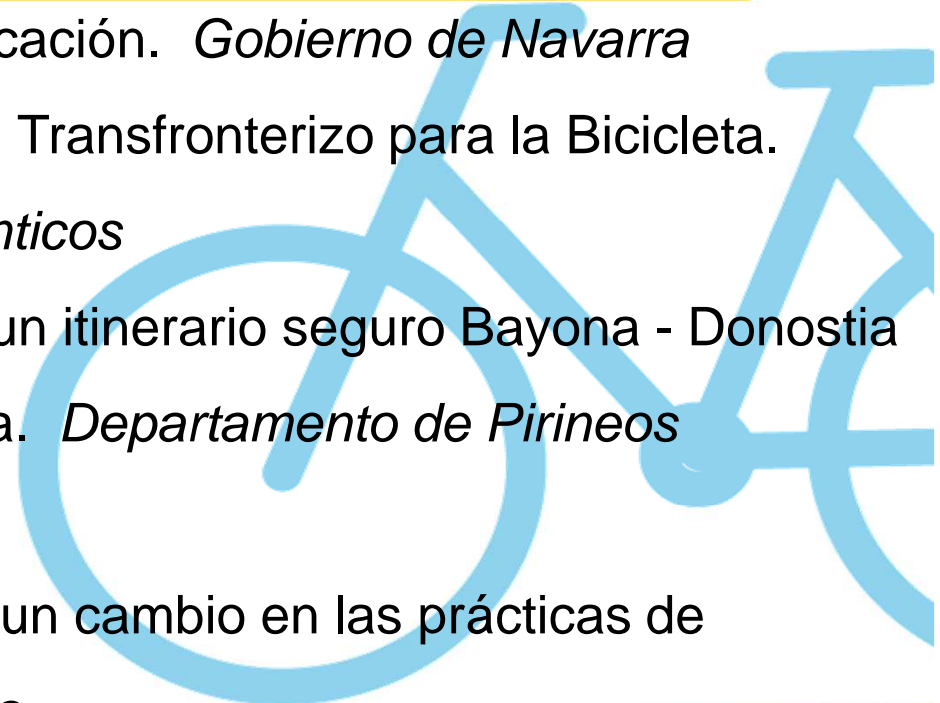 cación. Gobierno de Navarra
Transfronterizo para la Bicicleta.
nticos
un itinerario seguro Bayona - Donostia
a. Departamento de Pirineos
un cambio en las prácticas de